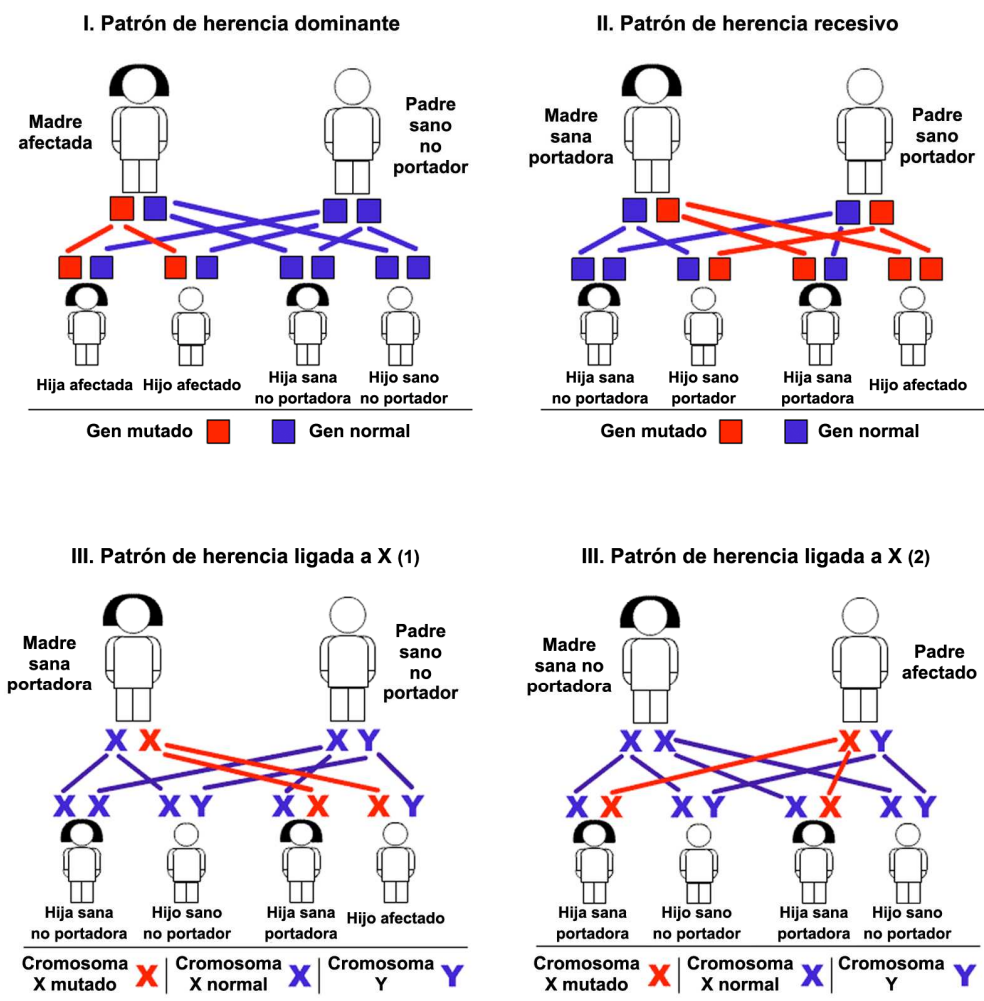 I. Patrón de herencia dominante
Madre
afectada
Padre
sano
no
portador
Hija afectada
Hijo afectado
Hija sana
no portadora
Hijo sano
no portador
Gen mutado
Gen normal
II. Patrón de herencia recesivo
Madre
sana
portadora
Padre
sano
portador
Hija sana
no portadora
Hijo sano
portador
Hija sana
portadora
Hijo afectado
Gen mutado
Gen normal
III. Patrón de herencia ligada a X (1)
Madre
sana
portadora
Padre
sano
no
portador
X X
X Y
X X
X Y
X X
X Y
Hija sana
no portadora
Hijo sano
no portador
Hija sana
portadora
Hijo afectado
Cromosoma
X mutado X
Cromosoma
X normal X
Cromosoma
Y Y
III. Patrón de herencia ligada a X (2)
Madre
sana no
portadora
Padre
afectado
X X
X Y
X X
X Y
X X
X Y
Hija sana
portadora
Hijo sano
no portador
Hija sana
portadora
Hijo sano
no portador
Cromosoma
X mutado X
Cromosoma
X normal X
Cromosoma
Y Y